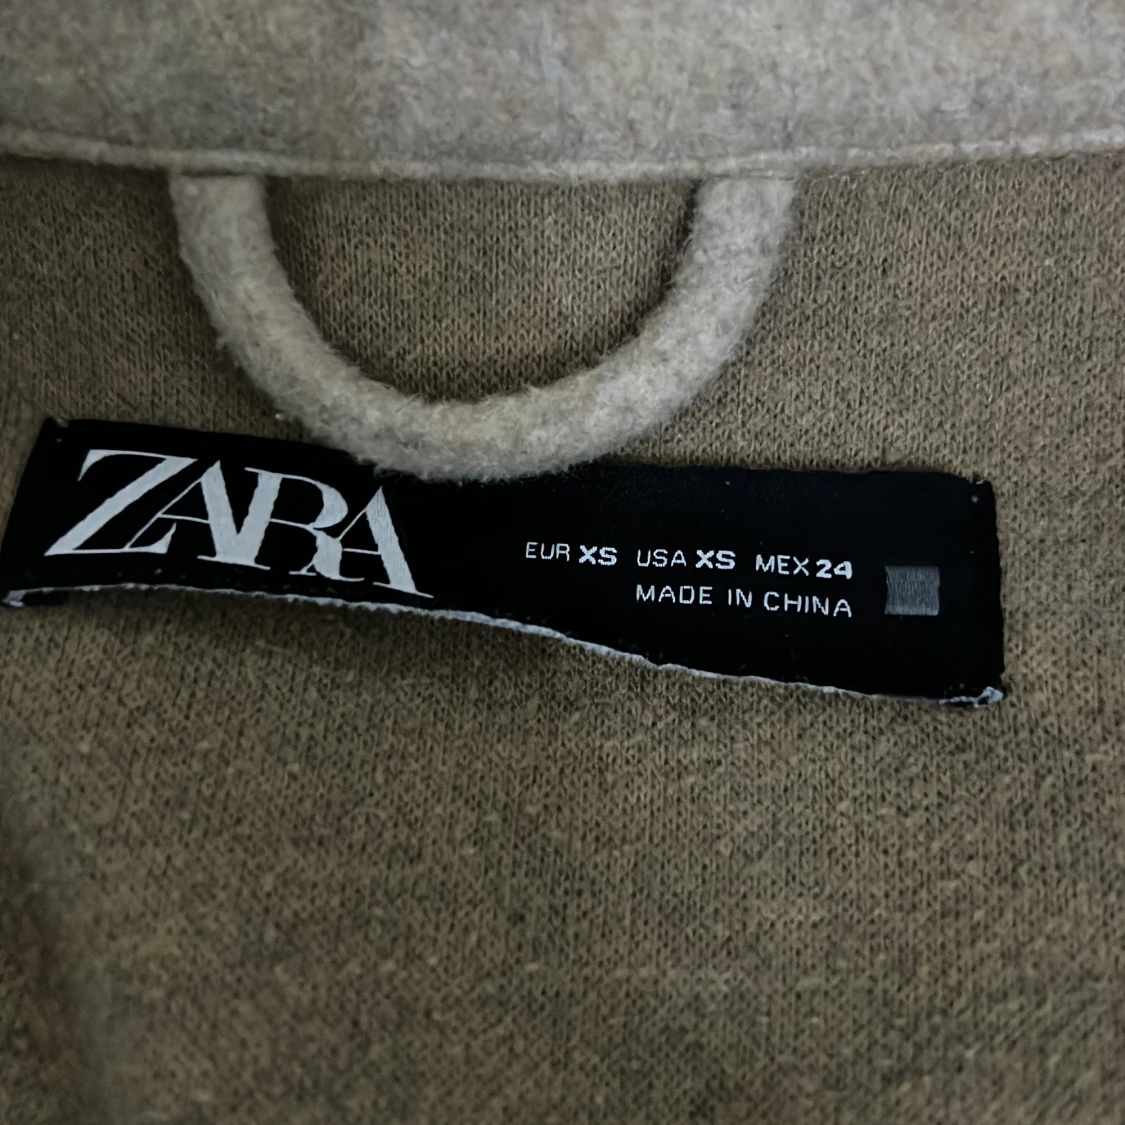 ZARA
EUR XS USA XS MEX 24
MADE IN CHINA